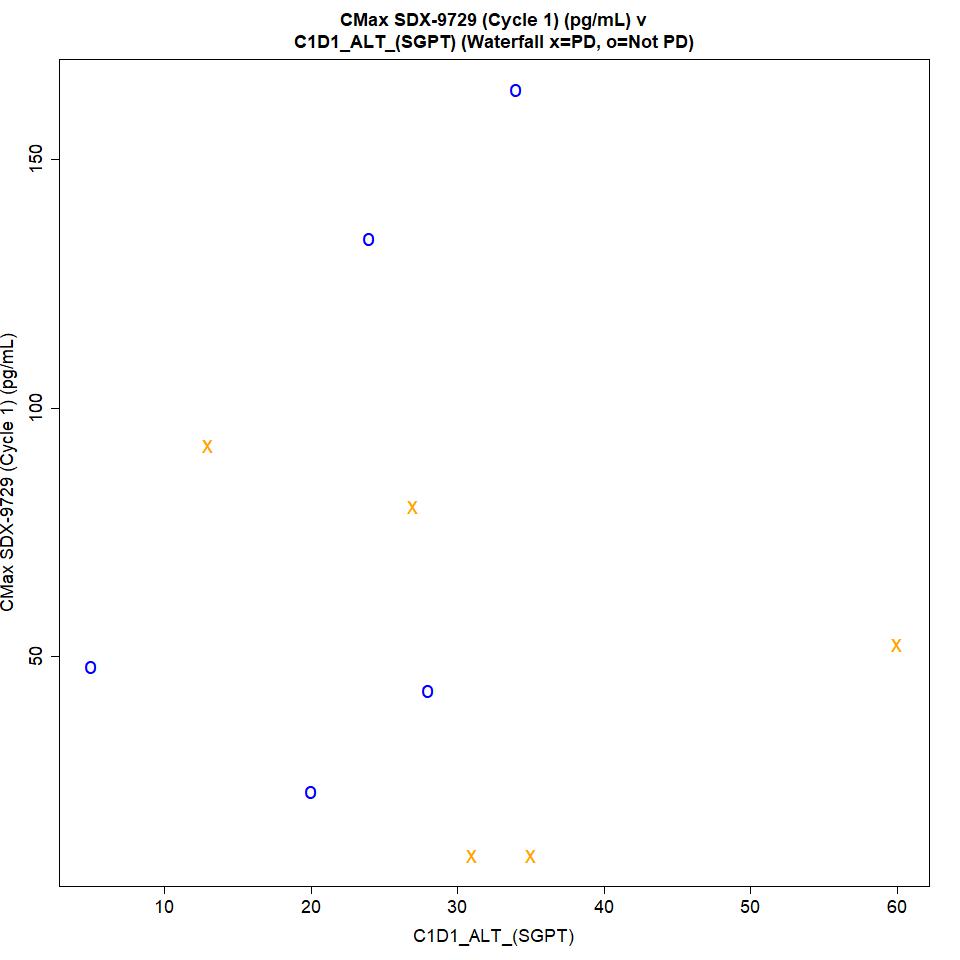 CMax SDX-9729 (Cycle 1) (pg/mL) v
C1D1_ALT_(SGPT) (Waterfall x=PD, o=Not PD)
CMax SDX-9729 (Cycle 1) (pg/mL)
150
100
50
10 20 30 40 50 60
C1D1_ALT_(SGPT)